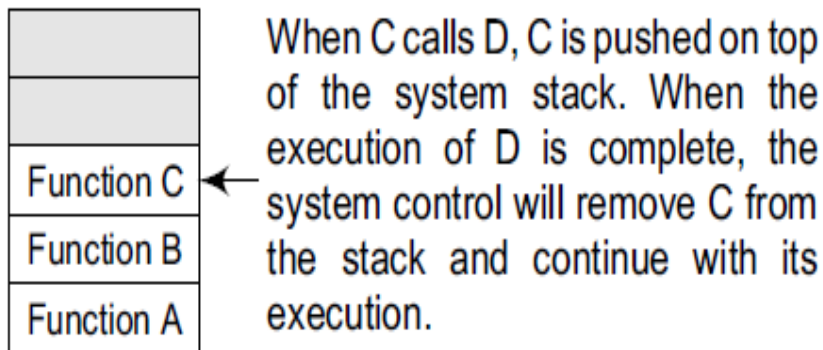 Function C
Function B
Function A
When C calls D, C is pushed on top
of the system stack. When the
execution of D is complete, the
system control will remove C from
the stack and continue with its
execution.